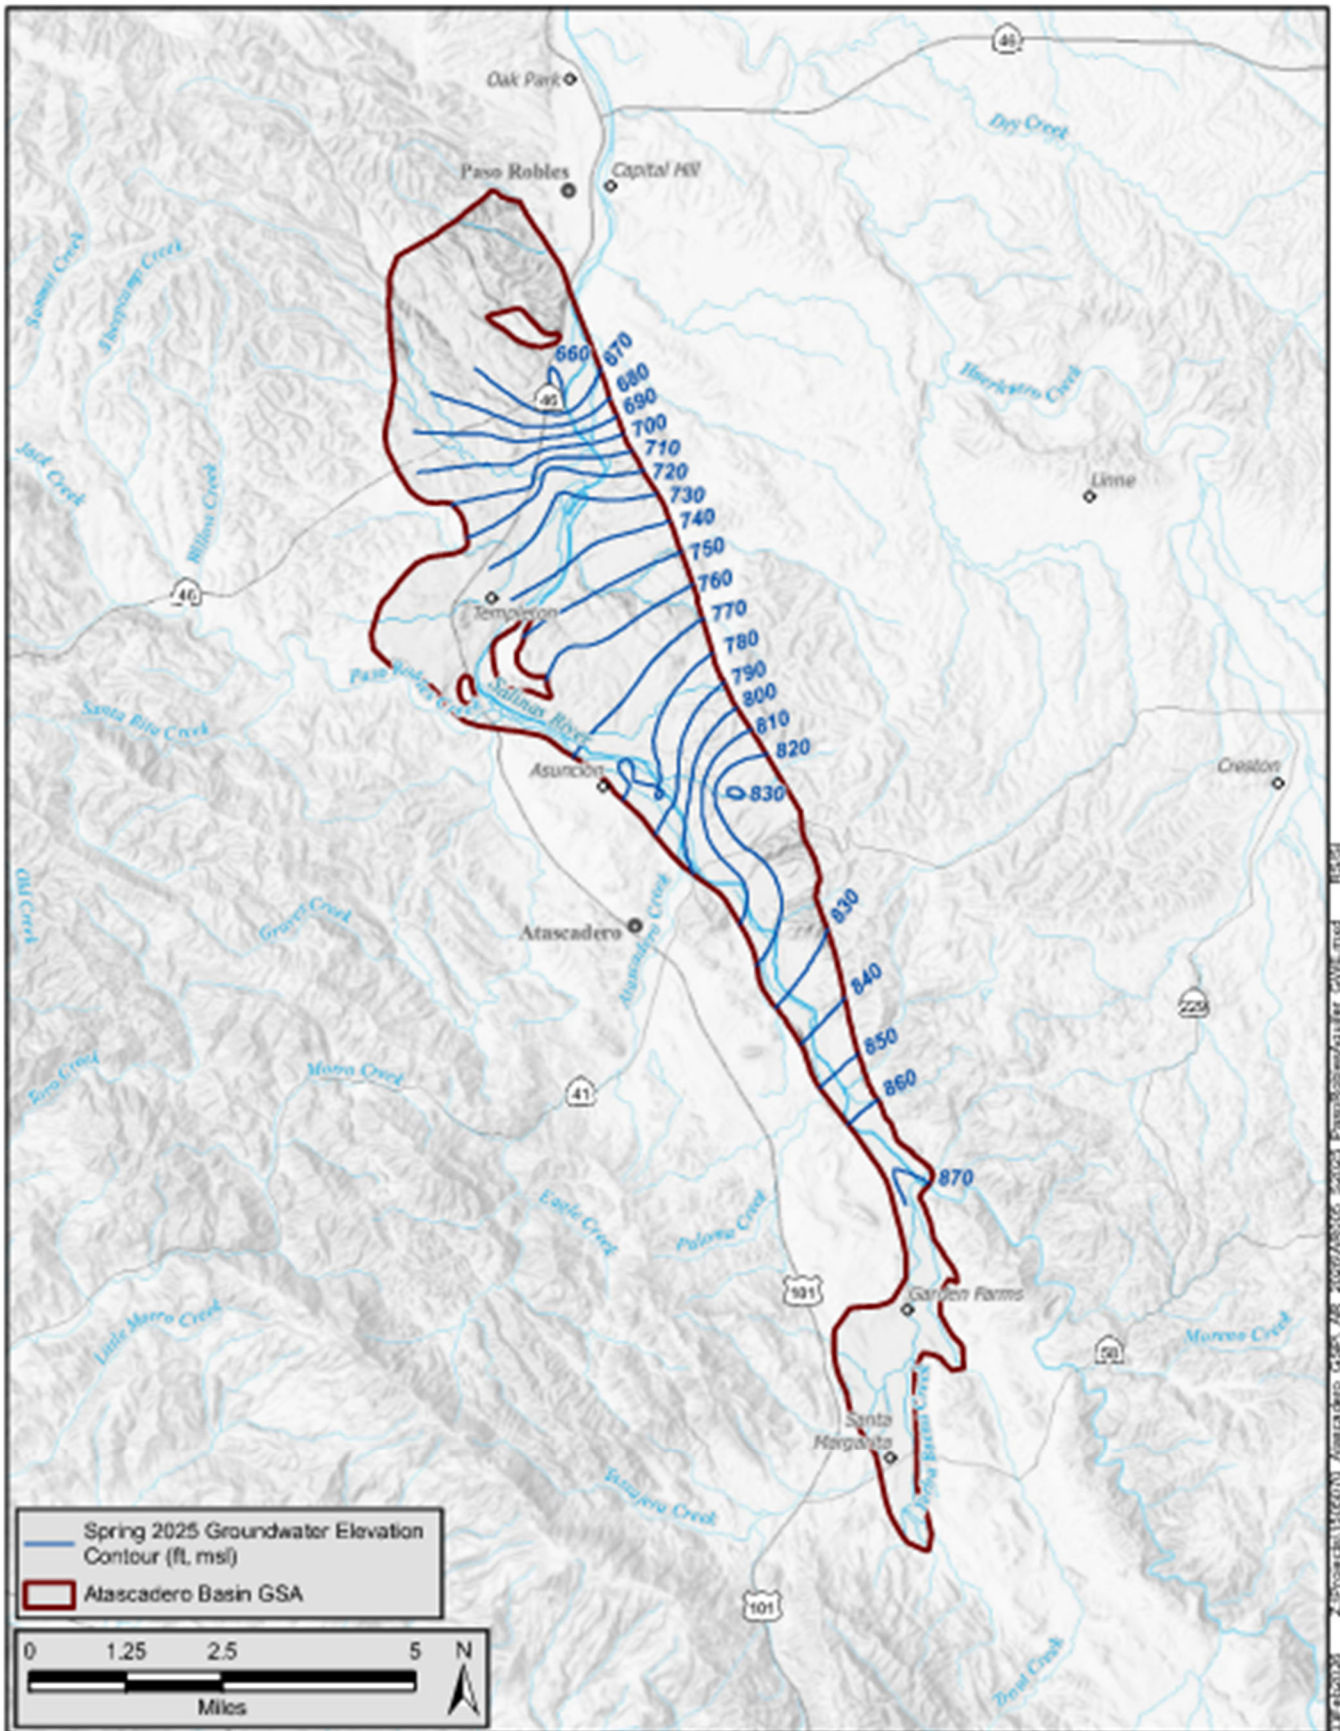 46
Oak Park
Dry Creek
Paso Robles
Capital Hill
Summit Creek
Sheepcamp Creek
660
670
680
690
700
710
720
730
740
750
760
770
780
790
800
810
820
830
830
840
850
860
870
46
Huerhuero Creek
Jack Creek
Willow Creek
Linne
46
Templeton
Paso Robles Creek
Salinas River
Santa Rita Creek
Asuncion
Creston
Old Creek
Graves Creek
Atascadero
Atascadero Creek
229
Toro Creek
Morro Creek
41
Eagle Creek
Paloma Creek
101
Garden Farms
Little Morro Creek
Moreno Creek
58
Santa
Margarita
Yerba Buena Creek
Tassajera Creek
101
Trout Creek
Spring 2025 Groundwater Elevation
Contour (ft, msl)
Atascadero Basin GSA
0 1.25 2.5 5
Miles
N